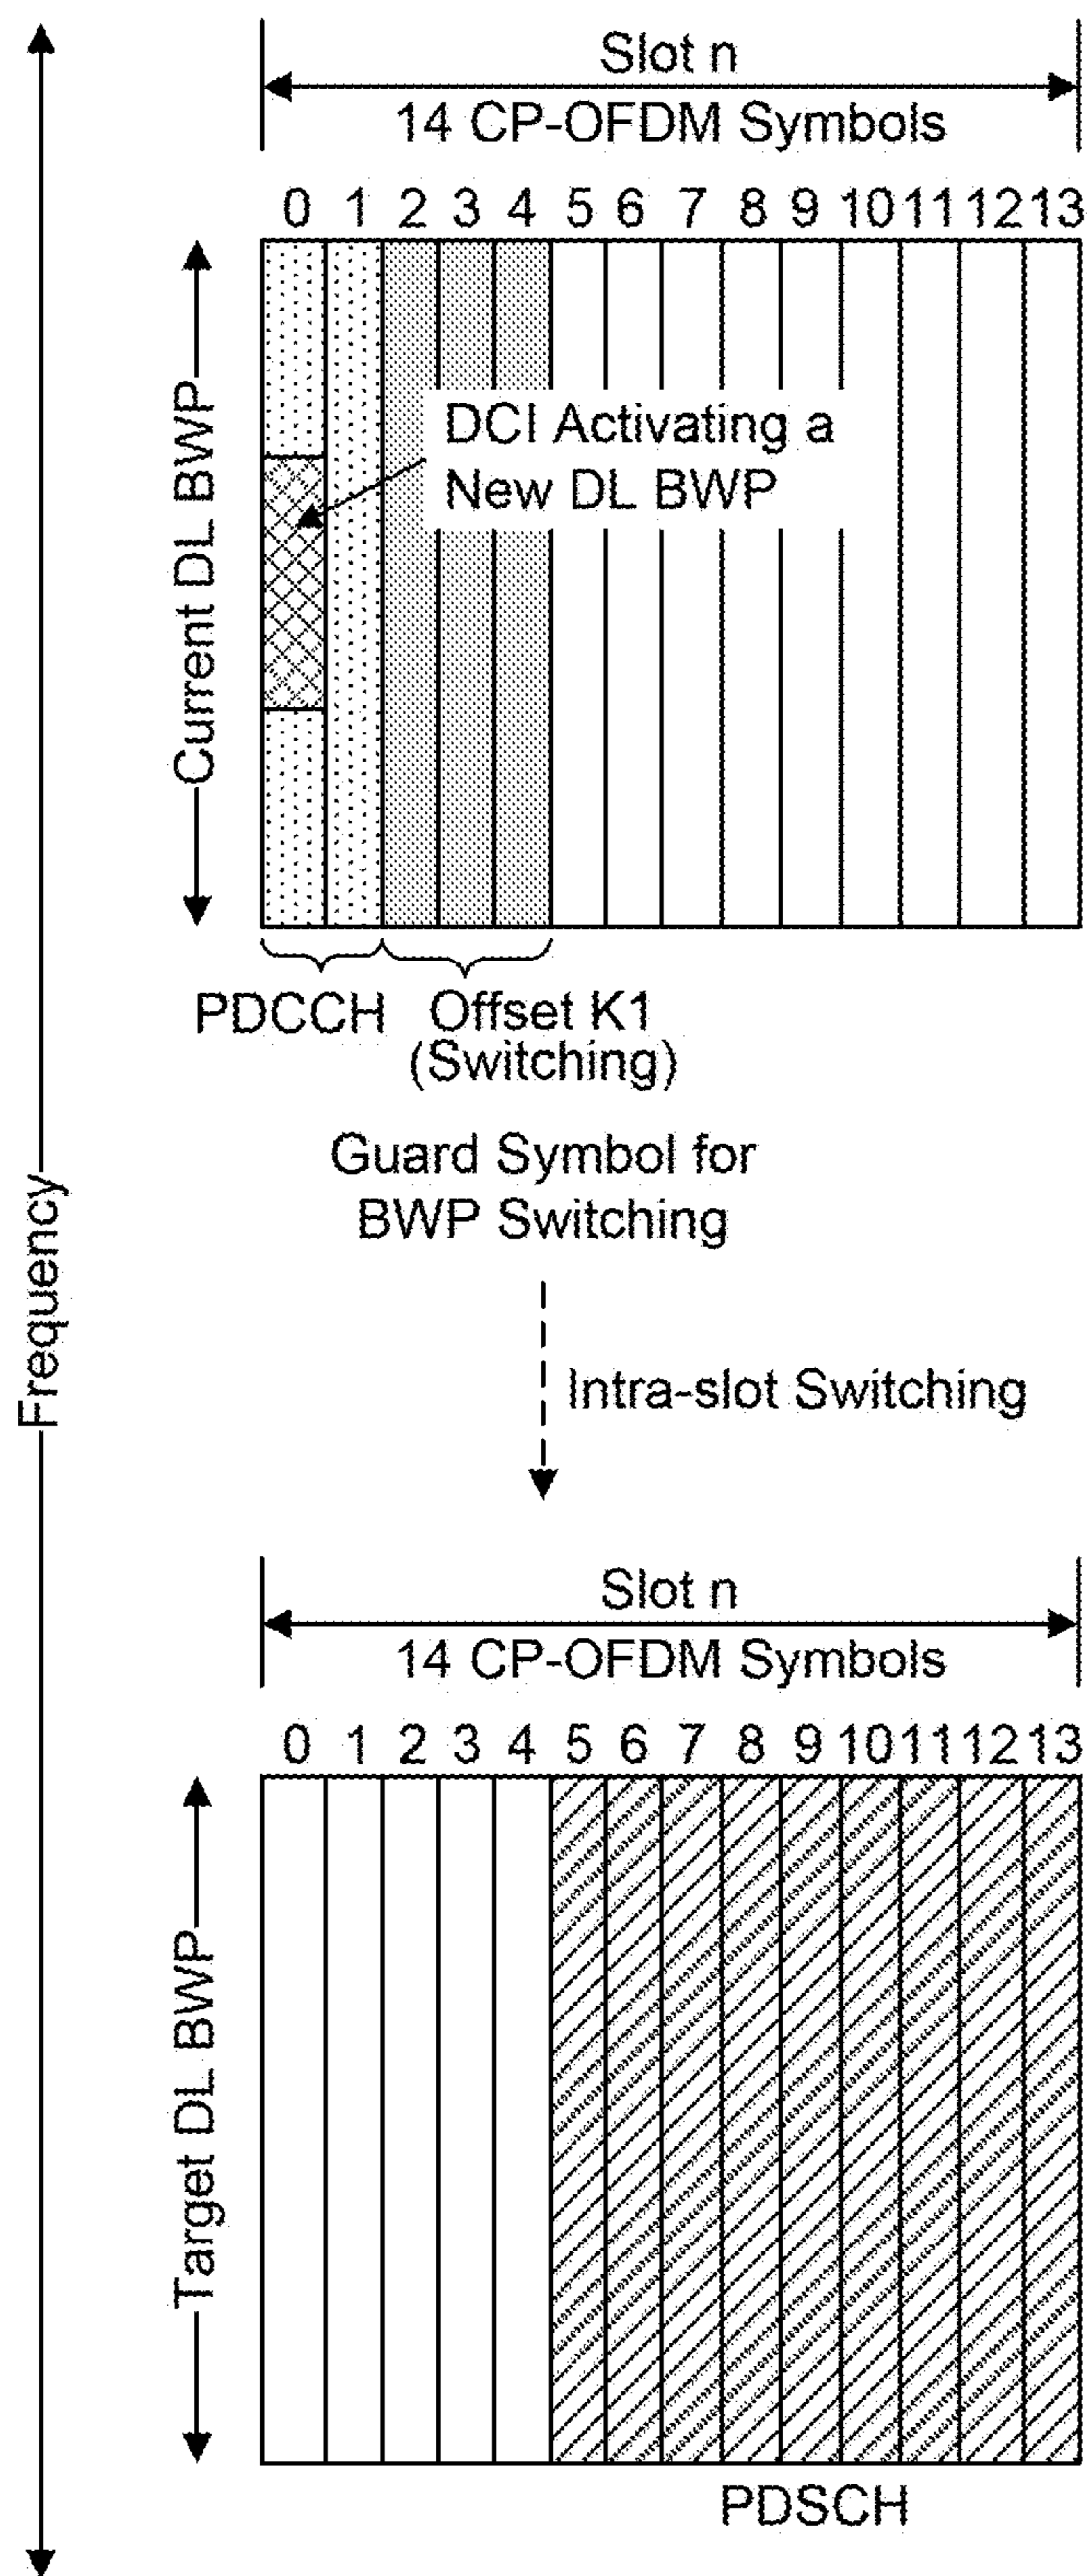 Slot n
14 CP-OFDM Symbols
0 1 2 3 4 5 6 7 8 9 10 11 12 13
Current DL BWP
DCI Activating a
New DL BWP
PDCCH
Offset K1
(Switching)
Guard Symbol for
BWP Switching
Frequency
Intra-slot Switching
Slot n
14 CP-OFDM Symbols
0 1 2 3 4 5 6 7 8 9 10 11 12 13
Target DL BWP
PDSCH